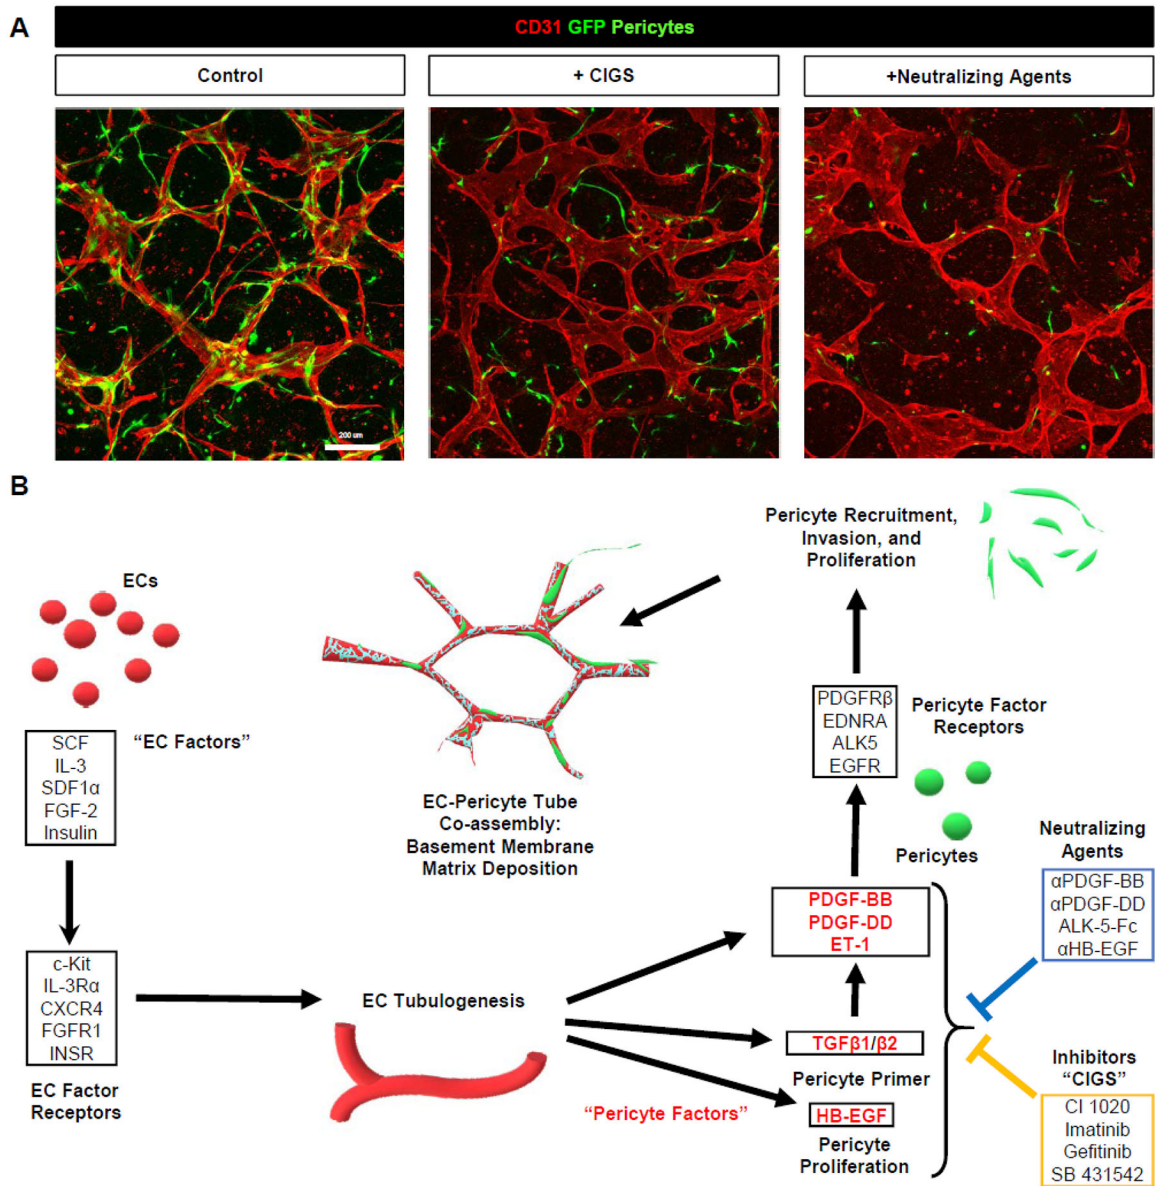 A
CD31 GFP Pericytes
Control
+ CIGS
+Neutralizing Agents
200 um
B
ECs
"EC Factors"
SCF
IL-3
SDF1α
FGF-2
Insulin
c-Kit
IL-3Rα
CXCR4
FGFR1
INSR
EC Factor
Receptors
EC Tubulogenesis
"Pericyte Factors"
PDGF-BB
PDGF-DD
ET-1
TGFβ1/β2
Pericyte Primer
HB-EGF
Pericyte
Proliferation
Neutralizing
Agents
αPDGF-BB
αPDGF-DD
ALK-5-Fc
αHB-EGF
Inhibitors
"CIGS"
CI 1020
Imatinib
Gefitinib
SB 431542
PDGFRβ
EDNRA
ALK5
EGFR
Pericyte Factor
Receptors
Pericytes
Pericyte Recruitment,
Invasion, and
Proliferation
EC-Pericyte Tube
Co-assembly:
Basement Membrane
Matrix Deposition